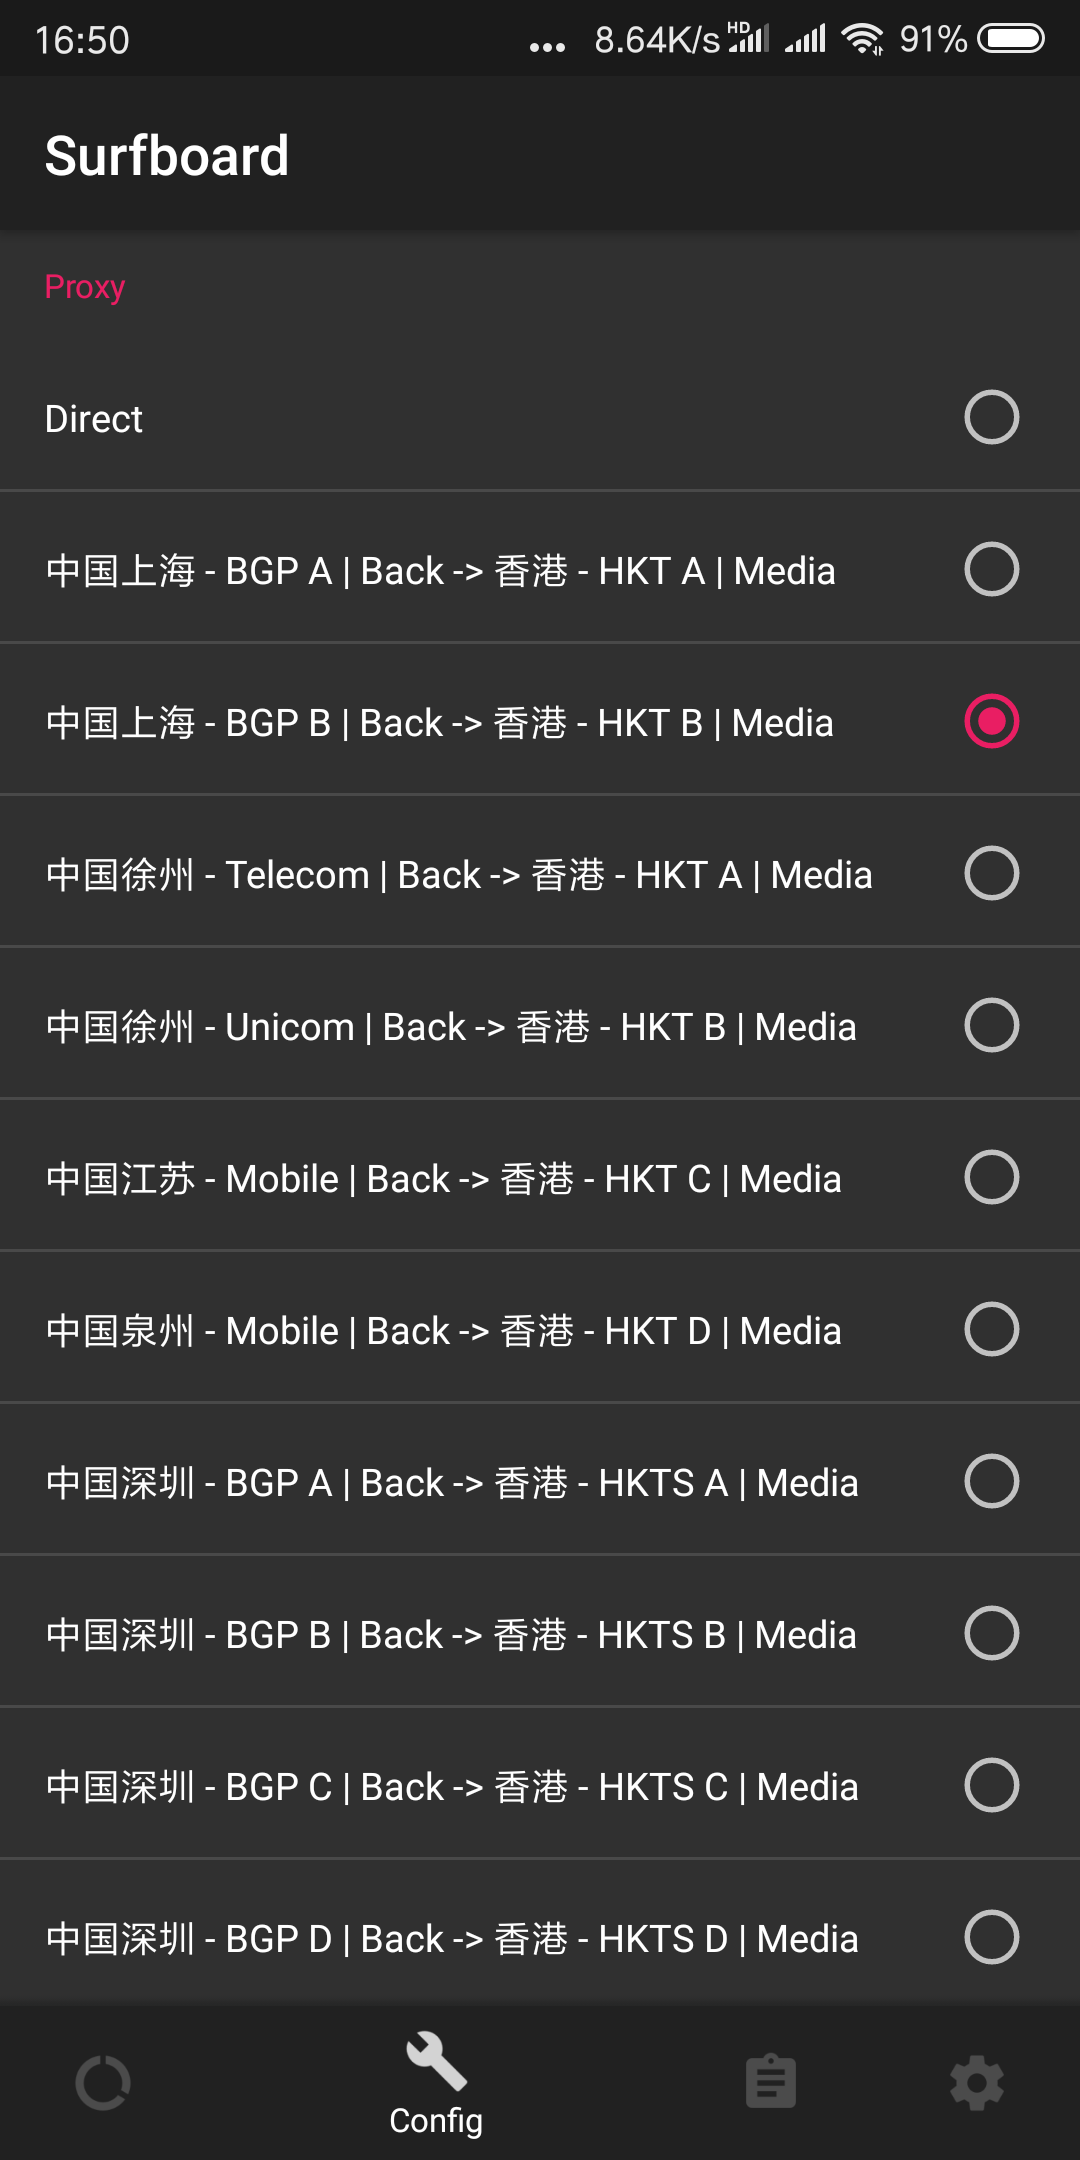 16:50 ... 8.64K/s HD 91%
Surfboard
Proxy
Direct
中国上海 - BGP A | Back -> 香港 - HKT A | Media
中国上海 - BGP B | Back -> 香港 - HKT B | Media
中国徐州 - Telecom | Back -> 香港 - HKT A | Media
中国徐州 - Unicom | Back -> 香港 - HKT B | Media
中国江苏 - Mobile | Back -> 香港 - HKT C | Media
中国泉州 - Mobile | Back -> 香港 - HKT D | Media
中国深圳 - BGP A | Back -> 香港 - HKTS A | Media
中国深圳 - BGP B | Back -> 香港 - HKTS B | Media
中国深圳 - BGP C | Back -> 香港 - HKTS C | Media
中国深圳 - BGP D | Back -> 香港 - HKTS D | Media
Config